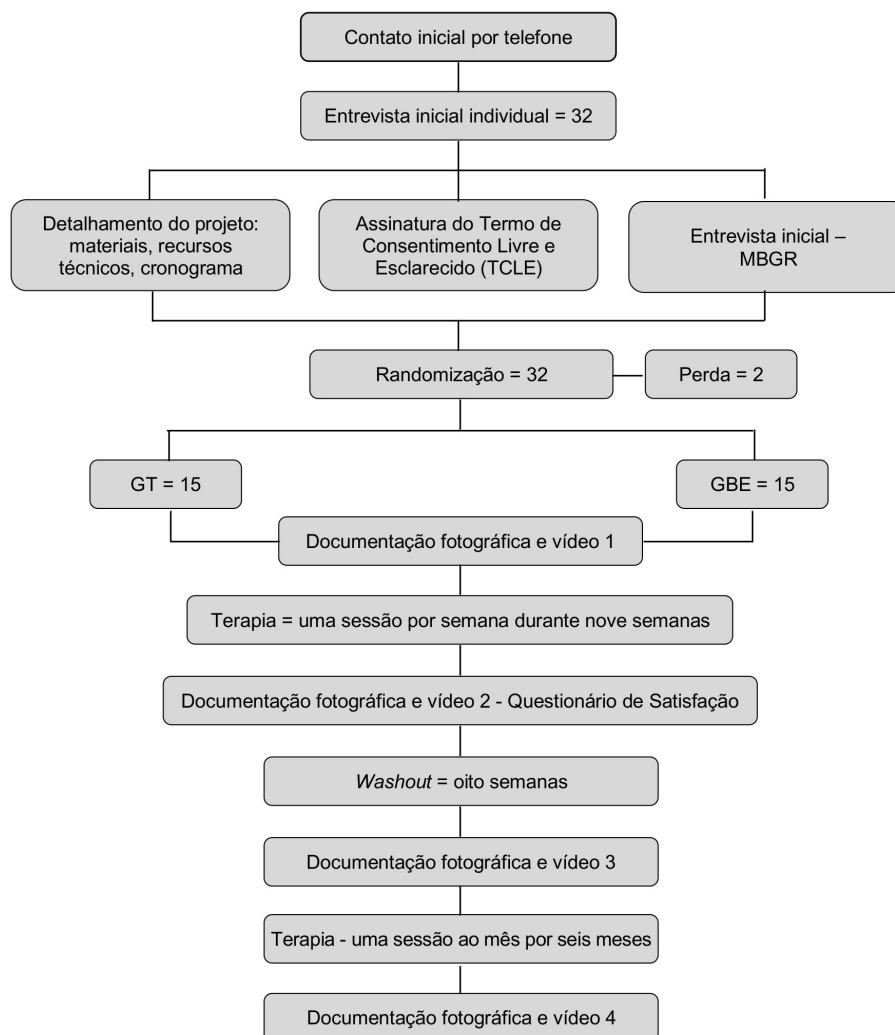 Contato inicial por telefone
Entrevista inicial individual = 32
Detalhamento do projeto:
materiais, recursos
técnicos, cronograma
Assinatura do Termo de
Consentimento Livre e
Esclarecido (TCLE)
Entrevista inicial –
MBGR
Randomização = 32
Perda = 2
GT = 15
GBE = 15
Documentação fotográfica e vídeo 1
Terapia = uma sessão por semana durante nove semanas
Documentação fotográfica e vídeo 2 - Questionário de Satisfação
Washout = oito semanas
Documentação fotográfica e vídeo 3
Terapia - uma sessão ao mês por seis meses
Documentação fotográfica e vídeo 4